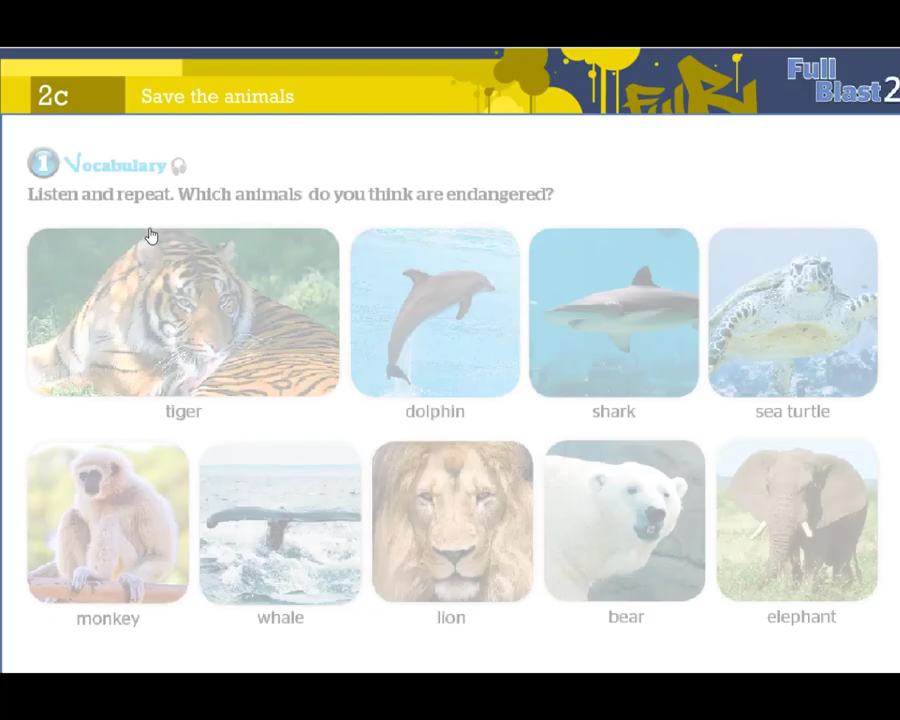 Full
Blast 2
2c Save the animals
1 Vocabulary
Listen and repeat. Which animals do you think are endangered?
tiger dolphin shark sea turtle
monkey whale lion bear elephant